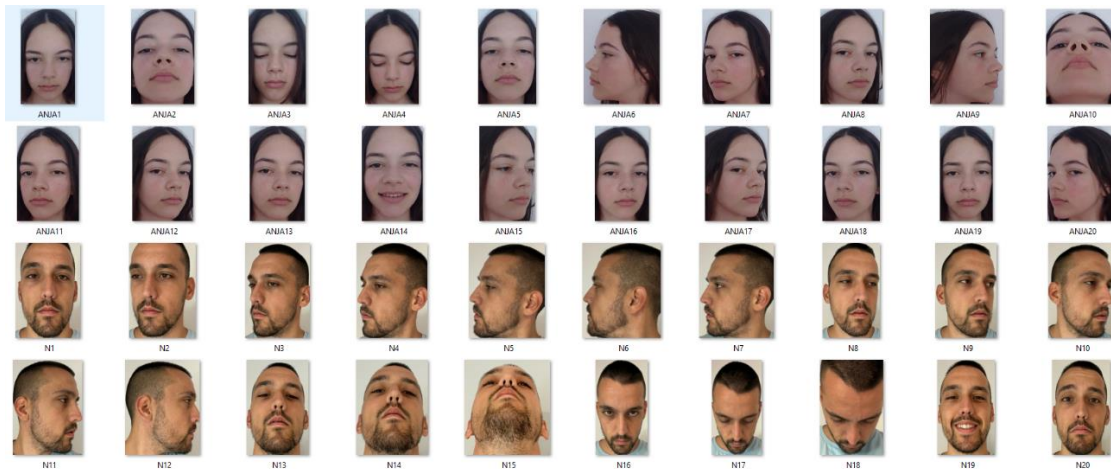 ANJA1 ANJA2 ANJA3 ANJA4 ANJA5 ANJA6 ANJA7 ANJA8 ANJA9 ANJA10
ANJA11 ANJA12 ANJA13 ANJA14 ANJA15 ANJA16 ANJA17 ANJA18 ANJA19 ANJA20
N1 N2 N3 N4 N5 N6 N7 N8 N9 N10
N11 N12 N13 N14 N15 N16 N17 N18 N19 N20